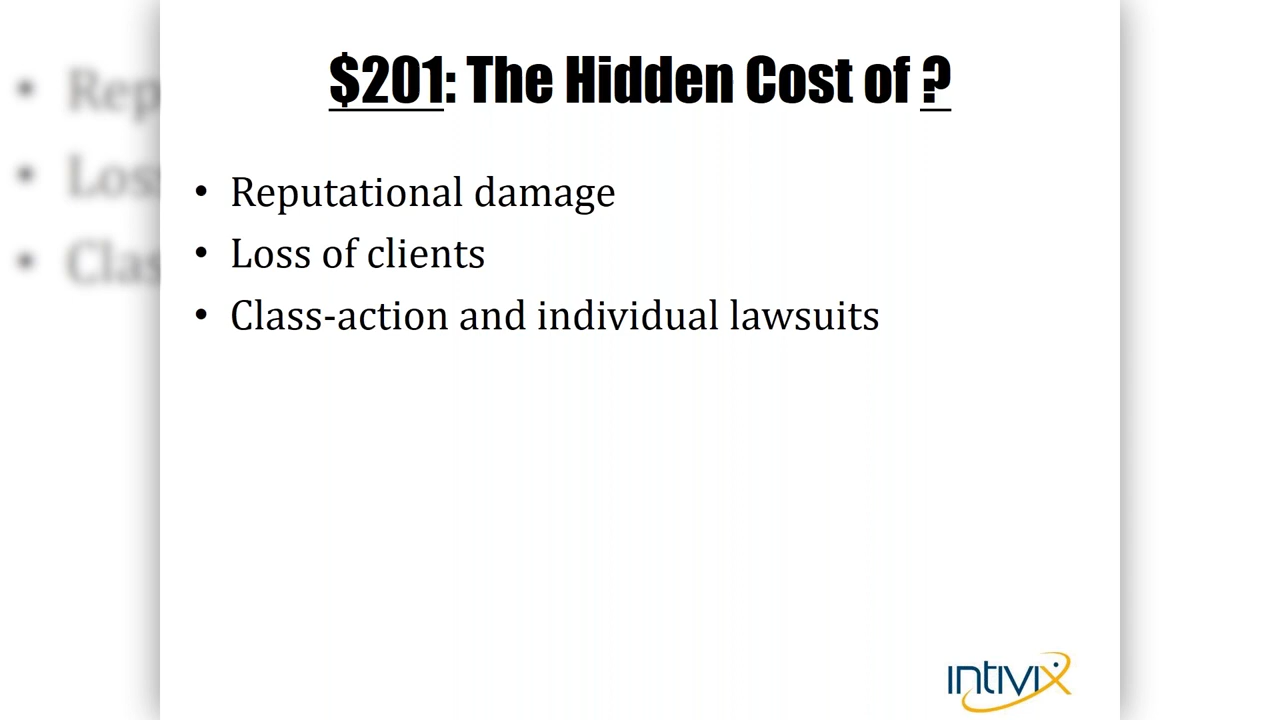 $201: The Hidden Cost of ?
• Reputational damage
• Loss of clients
• Class-action and individual lawsuits
intivix